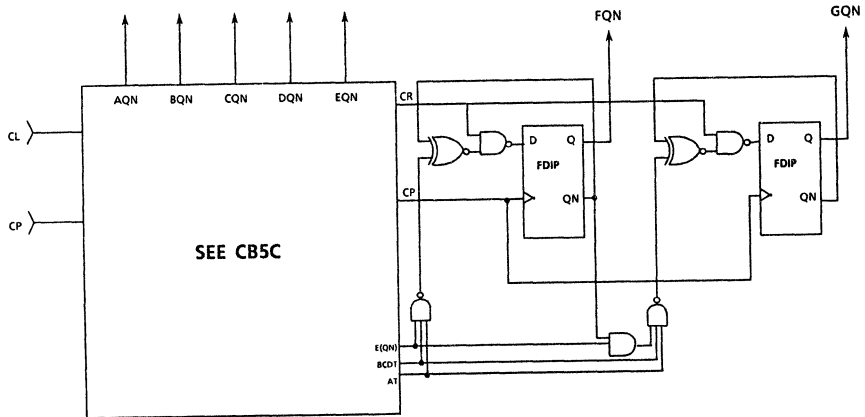 FQN
GQN
AQN BQN CQN DQN EQN
CR
CL
D Q
FDIP
QN
D Q
FDIP
QN
CP
CP
SEE CB5C
E(QN)
BCDT
AT